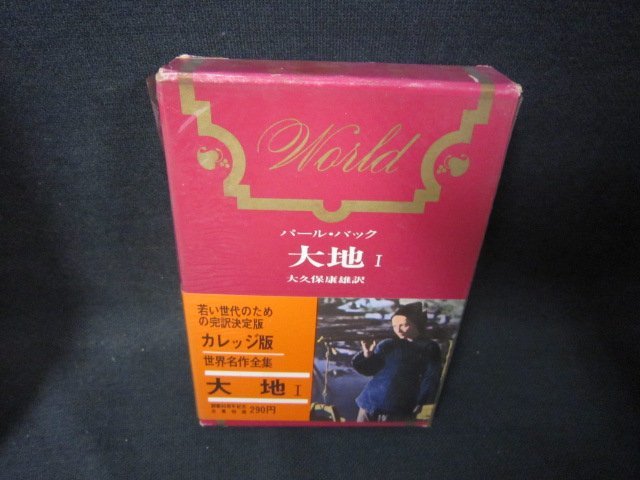 World
パール・バック
大地 I
大久保康雄訳
若い世代のため
の完訳決定版
カレッジ版
世界名作全集
大 地 I
290円